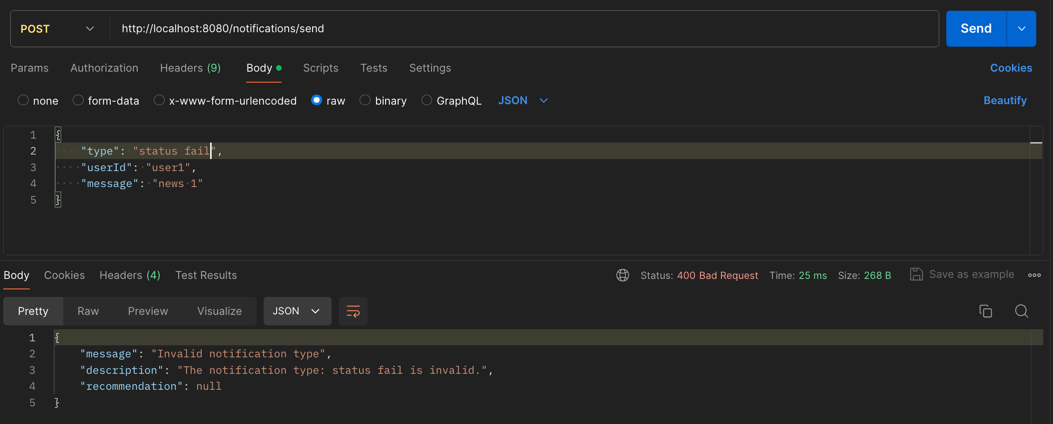 POST http://localhost:8080/notifications/send Send
Params Authorization Headers (9) Body Scripts Tests Settings Cookies
none form-data x-www-form-urlencoded raw binary GraphQL JSON Beautify
1 {
2 "type": "status fail",
3 "userId": "user1",
4 "message": "news 1"
5 }
Body Cookies Headers (4) Test Results Status: 400 Bad Request Time: 25 ms Size: 268 B Save as example
Pretty Raw Preview Visualize JSON
1 {
2 "message": "Invalid notification type",
3 "description": "The notification type: status fail is invalid.",
4 "recommendation": null
5 }